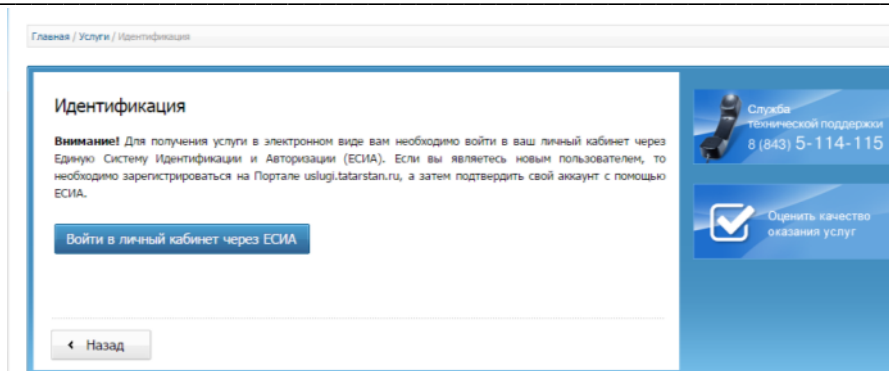 Главная / Услуги / Идентификация
Идентификация
Внимание! Для получения услуги в электронном виде вам необходимо войти в ваш личный кабинет через
Единую Систему Идентификации и Авторизации (ЕСИА). Если вы являетесь новым пользователем, то
необходимо зарегистрироваться на Портале uslugi.tatarstan.ru, а затем подтвердить свой аккаунт с помощью
ЕСИА.
Войти в личный кабинет через ЕСИА
Назад
Служба
технической поддержки
8 (843) 5-114-115
Оценить качество
оказания услуг